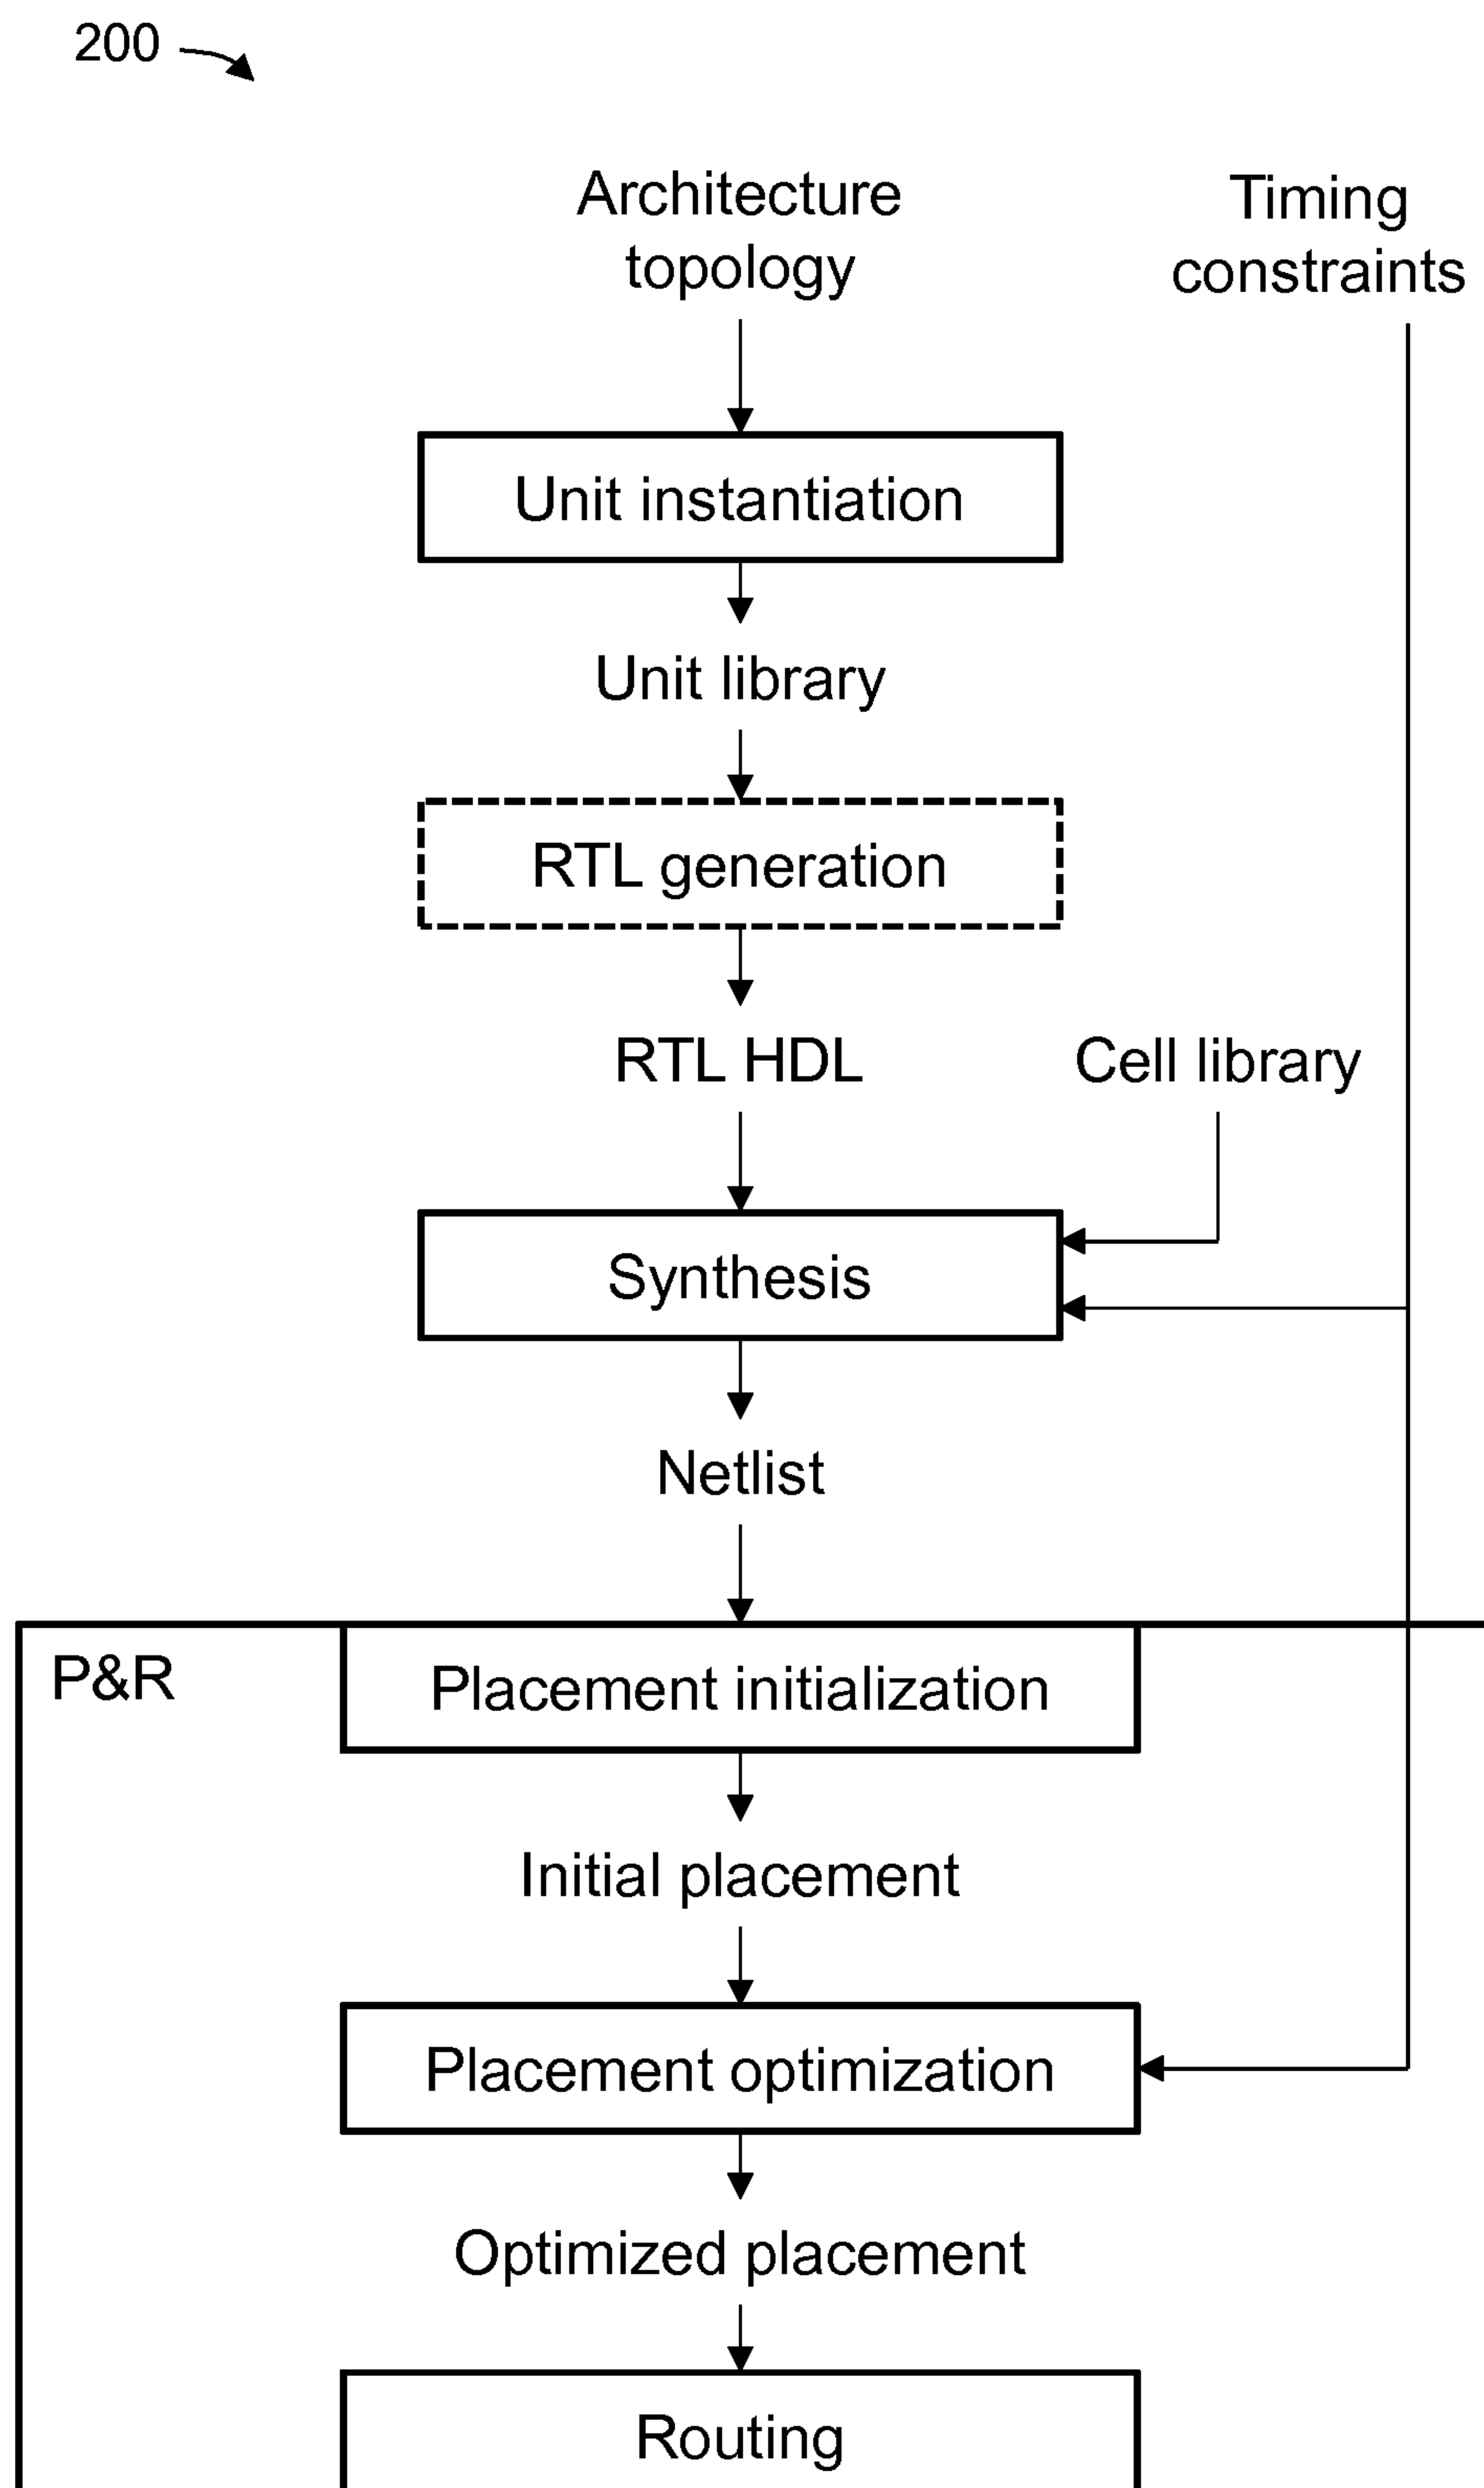 200
Architecture
topology
Timing
constraints
Unit instantiation
Unit library
RTL generation
RTL HDL
Cell library
Synthesis
Netlist
P&R
Placement initialization
Initial placement
Placement optimization
Optimized placement
Routing